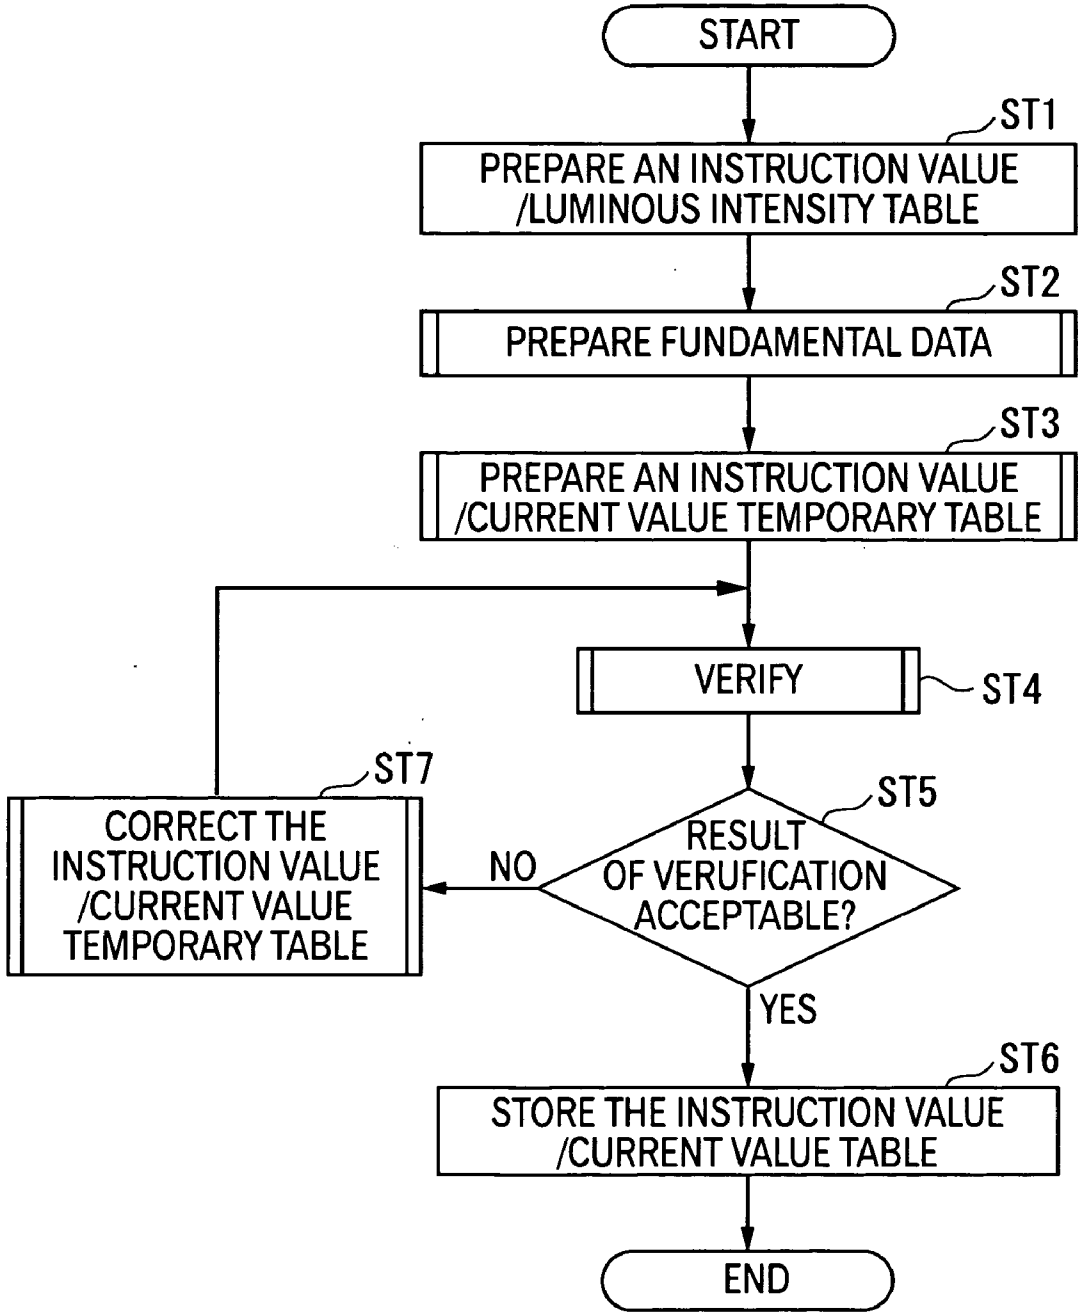 START
ST1
PREPARE AN INSTRUCTION VALUE
/LUMINOUS INTENSITY TABLE
ST2
PREPARE FUNDAMENTAL DATA
ST3
PREPARE AN INSTRUCTION VALUE
/CURRENT VALUE TEMPORARY TABLE
VERIFY
ST4
ST7
CORRECT THE
INSTRUCTION VALUE
/CURRENT VALUE
TEMPORARY TABLE
NO
ST5
RESULT
OF VERUFICATION
ACCEPTABLE?
YES
ST6
STORE THE INSTRUCTION VALUE
/CURRENT VALUE TABLE
END